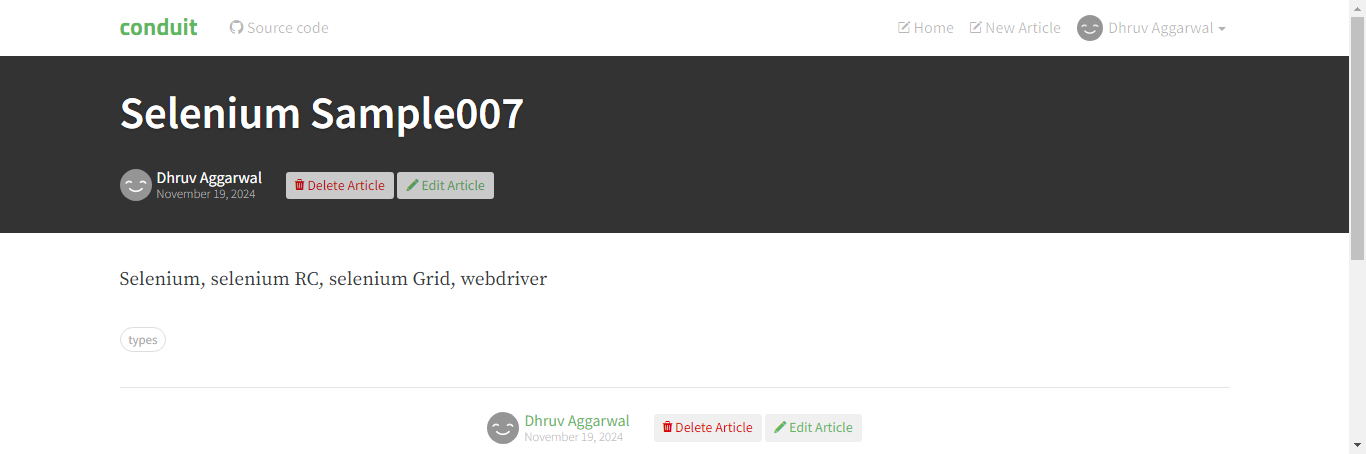 conduit Source code Home New Article Dhruv Aggarwal
Selenium Sample007
Dhruv Aggarwal
November 19, 2024
Delete Article Edit Article
Selenium, selenium RC, selenium Grid, webdriver
types
Dhruv Aggarwal
November 19, 2024
Delete Article Edit Article